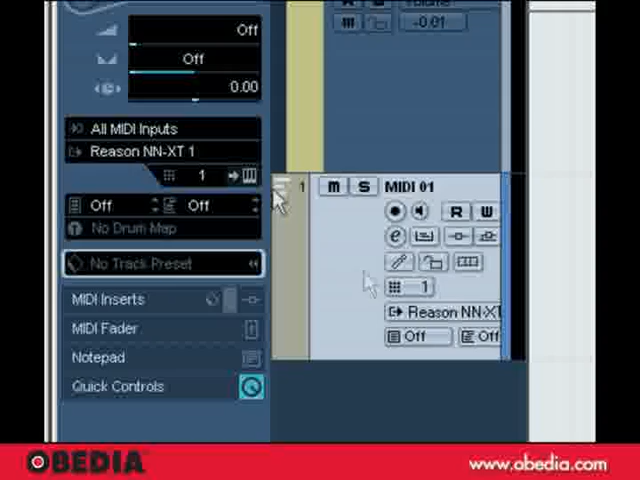 Off
Off
0.00
Volume
-0.01
All MIDI Inputs
Reason NN-XT 1
1
Off Off
No Drum Map
No Track Preset
MIDI Inserts
MIDI Fader
Notepad
Quick Controls
1 M S MIDI 01
R W
e
1
Reason NN-XT
Off Off
OBEDIA
www.obedia.com